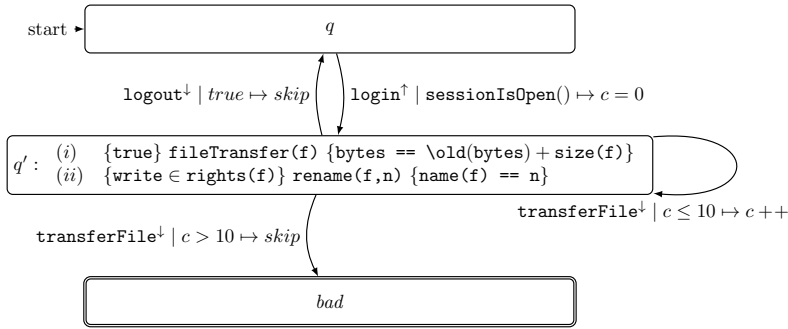 start
q
logout↓ | true ↦ skip
login↑ | sessionIsOpen() ↦ c = 0
q′ : (i) {true} fileTransfer(f) {bytes == \old(bytes) + size(f)}
(ii) {write ∈ rights(f)} rename(f,n) {name(f) == n}
transferFile↓ | c ≤ 10 ↦ c ++
transferFile↓ | c > 10 ↦ skip
bad